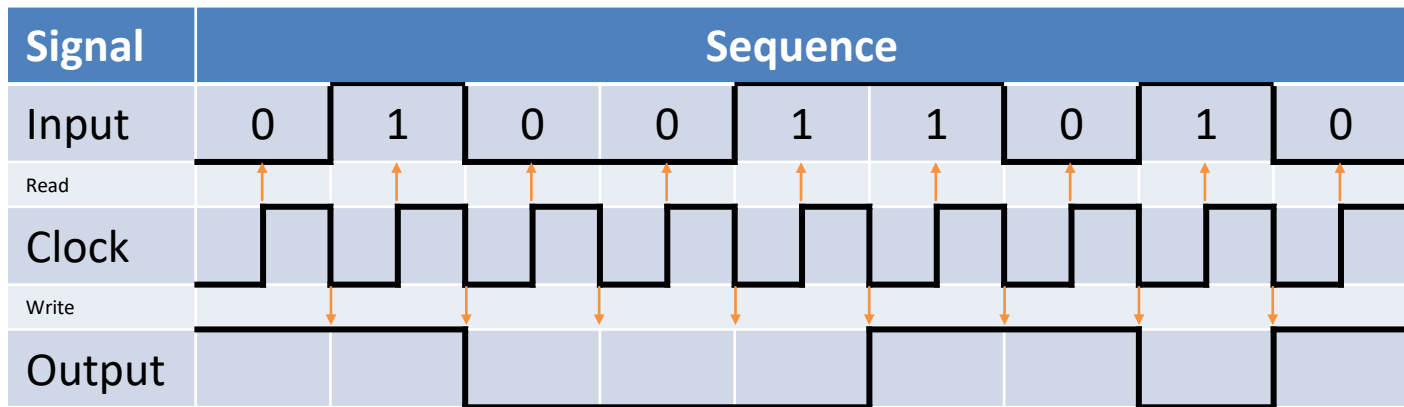 Signal Sequence
Input 0 1 0 0 1 1 0 1 0
Read
Clock
Write
Output